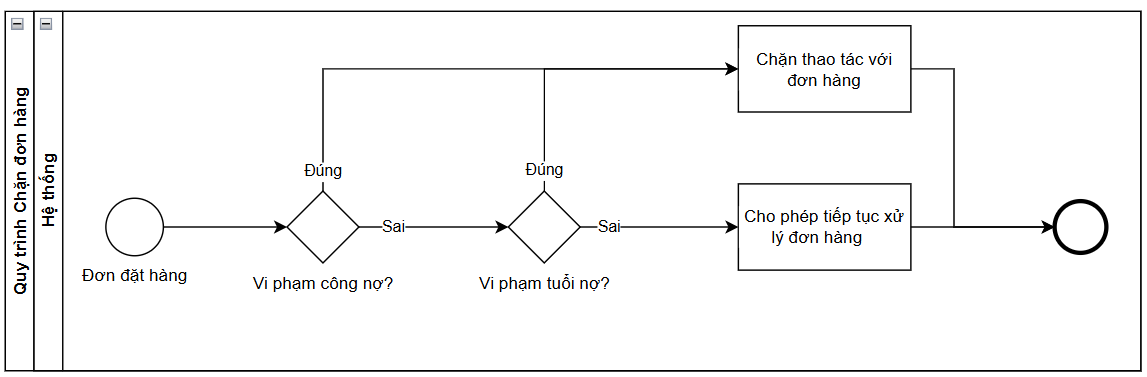 Quy trình Chặn đơn hàng
Hệ thống
Đơn đặt hàng
Đúng
Sai
Vi phạm công nợ?
Đúng
Sai
Vi phạm tuổi nợ?
Chặn thao tác với
đơn hàng
Cho phép tiếp tục xử
lý đơn hàng